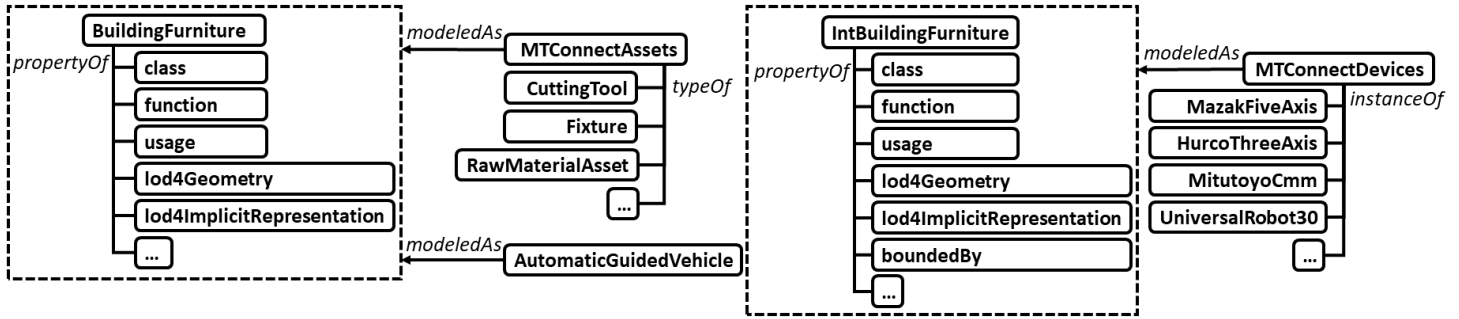 BuildingFurniture
propertyOf
class
function
usage
lod4Geometry
lod4ImplicitRepresentation
...
modeledAs
MTConnectAssets
typeOf
CuttingTool
Fixture
RawMaterialAsset
...
modeledAs
AutomaticGuidedVehicle
IntBuildingFurniture
propertyOf
class
function
usage
lod4Geometry
lod4ImplicitRepresentation
boundedBy
...
modeledAs
MTConnectDevices
instanceOf
MazakFiveAxis
HurcoThreeAxis
MitutoyoCmm
UniversalRobot30
...